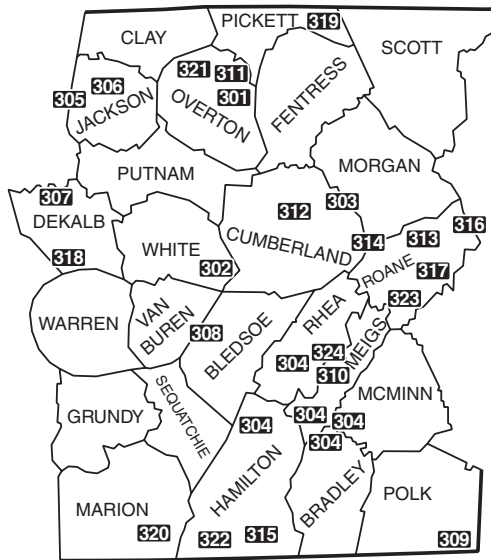 PICKETT 319
CLAY
SCOTT
321 311
306
305
301
JACKSON
OVERTON
FENTRESS
MORGAN
PUTNAM
307
303
312
DEKALB
316
313
314
WHITE
CUMBERLAND
318
302
ROANE
317
323
WARREN
VAN
BUREN
308
BLEDSOE
RHEA
MEIGS
304
324
310
SEQUATCHIE
MCMINN
GRUNDY
304
304
304
304
HAMILTON
BRADLEY
POLK
MARION
320
322
315
309